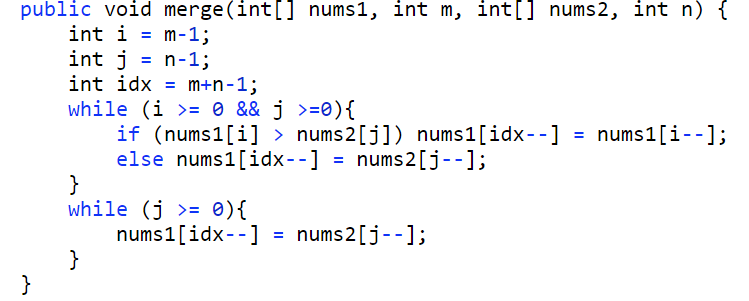 public void merge(int[] nums1, int m, int[] nums2, int n) {
    int i = m-1;
    int j = n-1;
    int idx = m+n-1;
    while (i >= 0 && j >=0){
        if (nums1[i] > nums2[j]) nums1[idx--] = nums1[i--];
        else nums1[idx--] = nums2[j--];
    }
    while (j >= 0){
        nums1[idx--] = nums2[j--];
    }
}